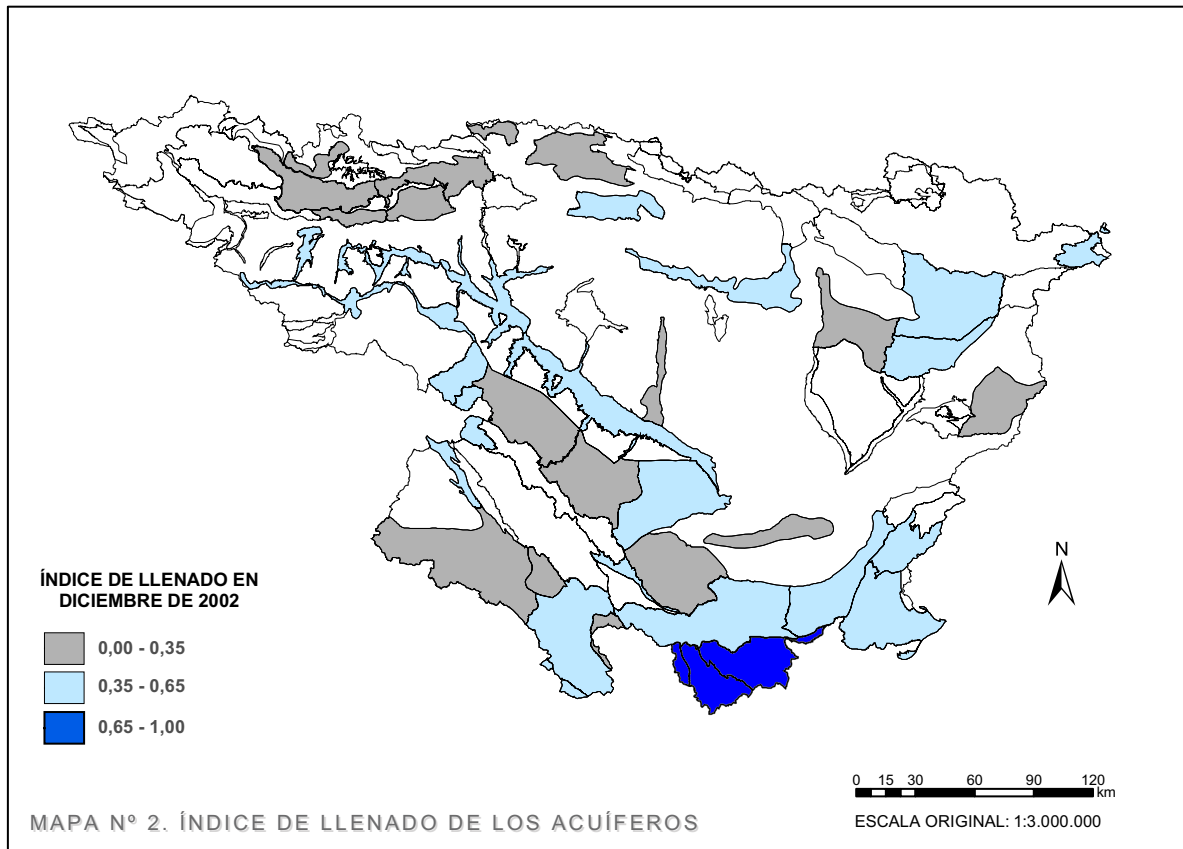 N
ÍNDICE DE LLENADO EN
DICIEMBRE DE 2002
0,00 - 0,35
0,35 - 0,65
0,65 - 1,00
0 15 30 60 90 120
km
MAPA Nº 2. ÍNDICE DE LLENADO DE LOS ACUÍFEROS
ESCALA ORIGINAL: 1:3.000.000